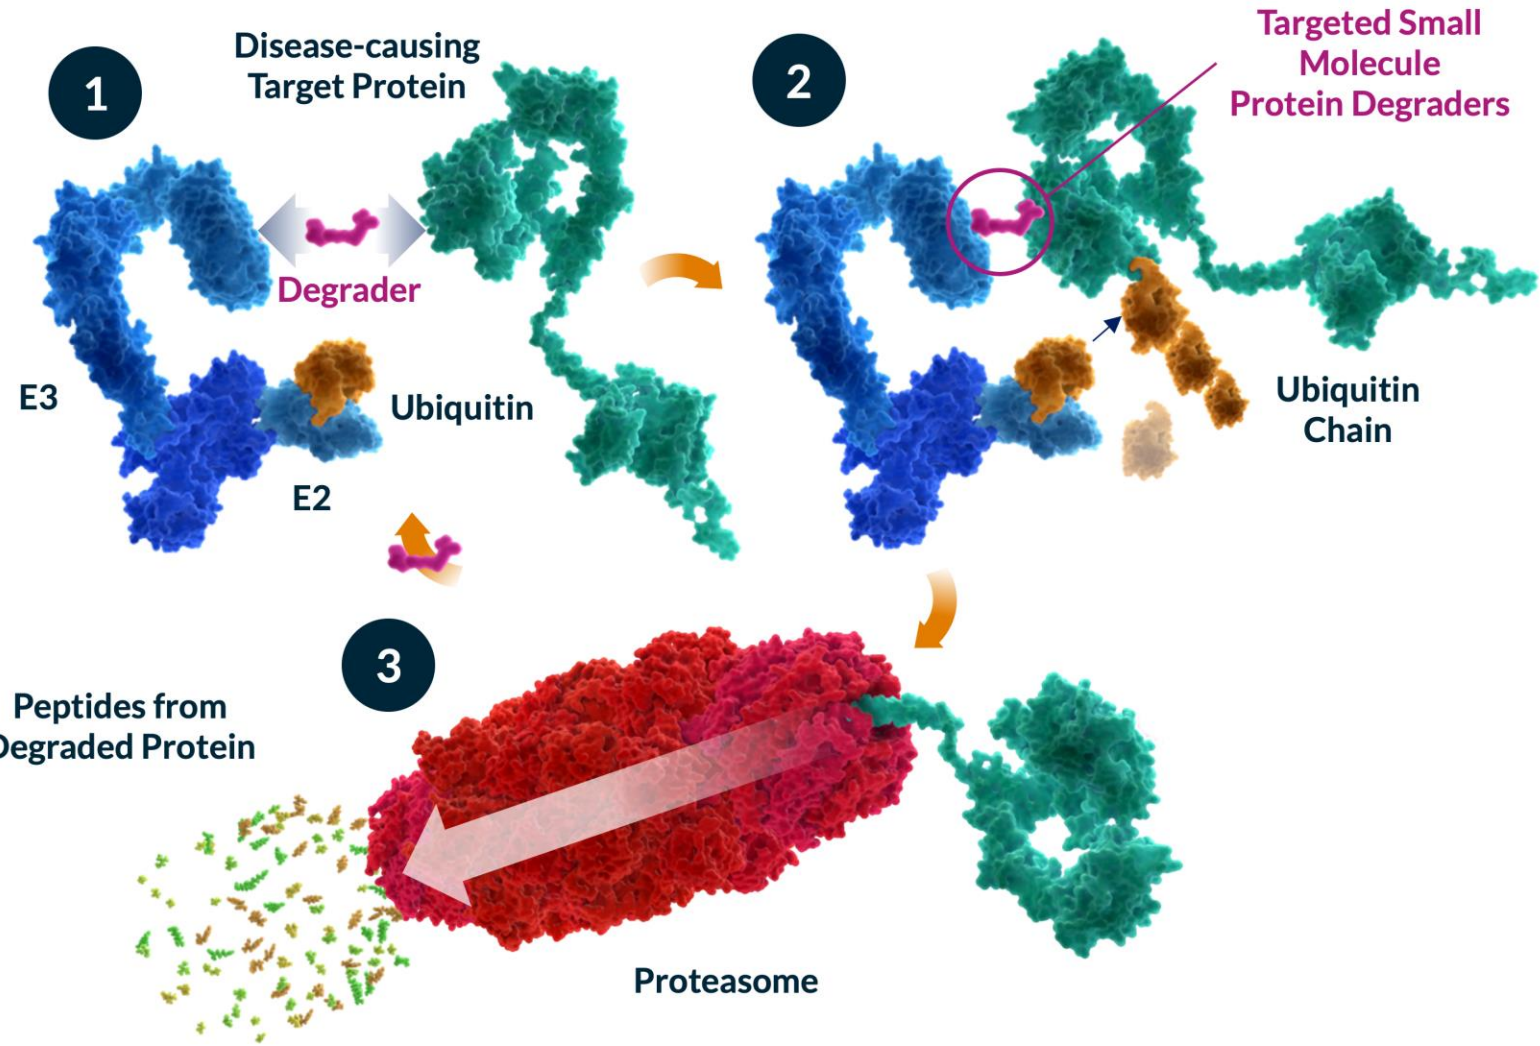 1
Disease-causing
Target Protein
Degrader
E3
Ubiquitin
E2
2
Targeted Small
Molecule
Protein Degraders
Ubiquitin
Chain
3
Peptides from
Degraded Protein
Proteasome